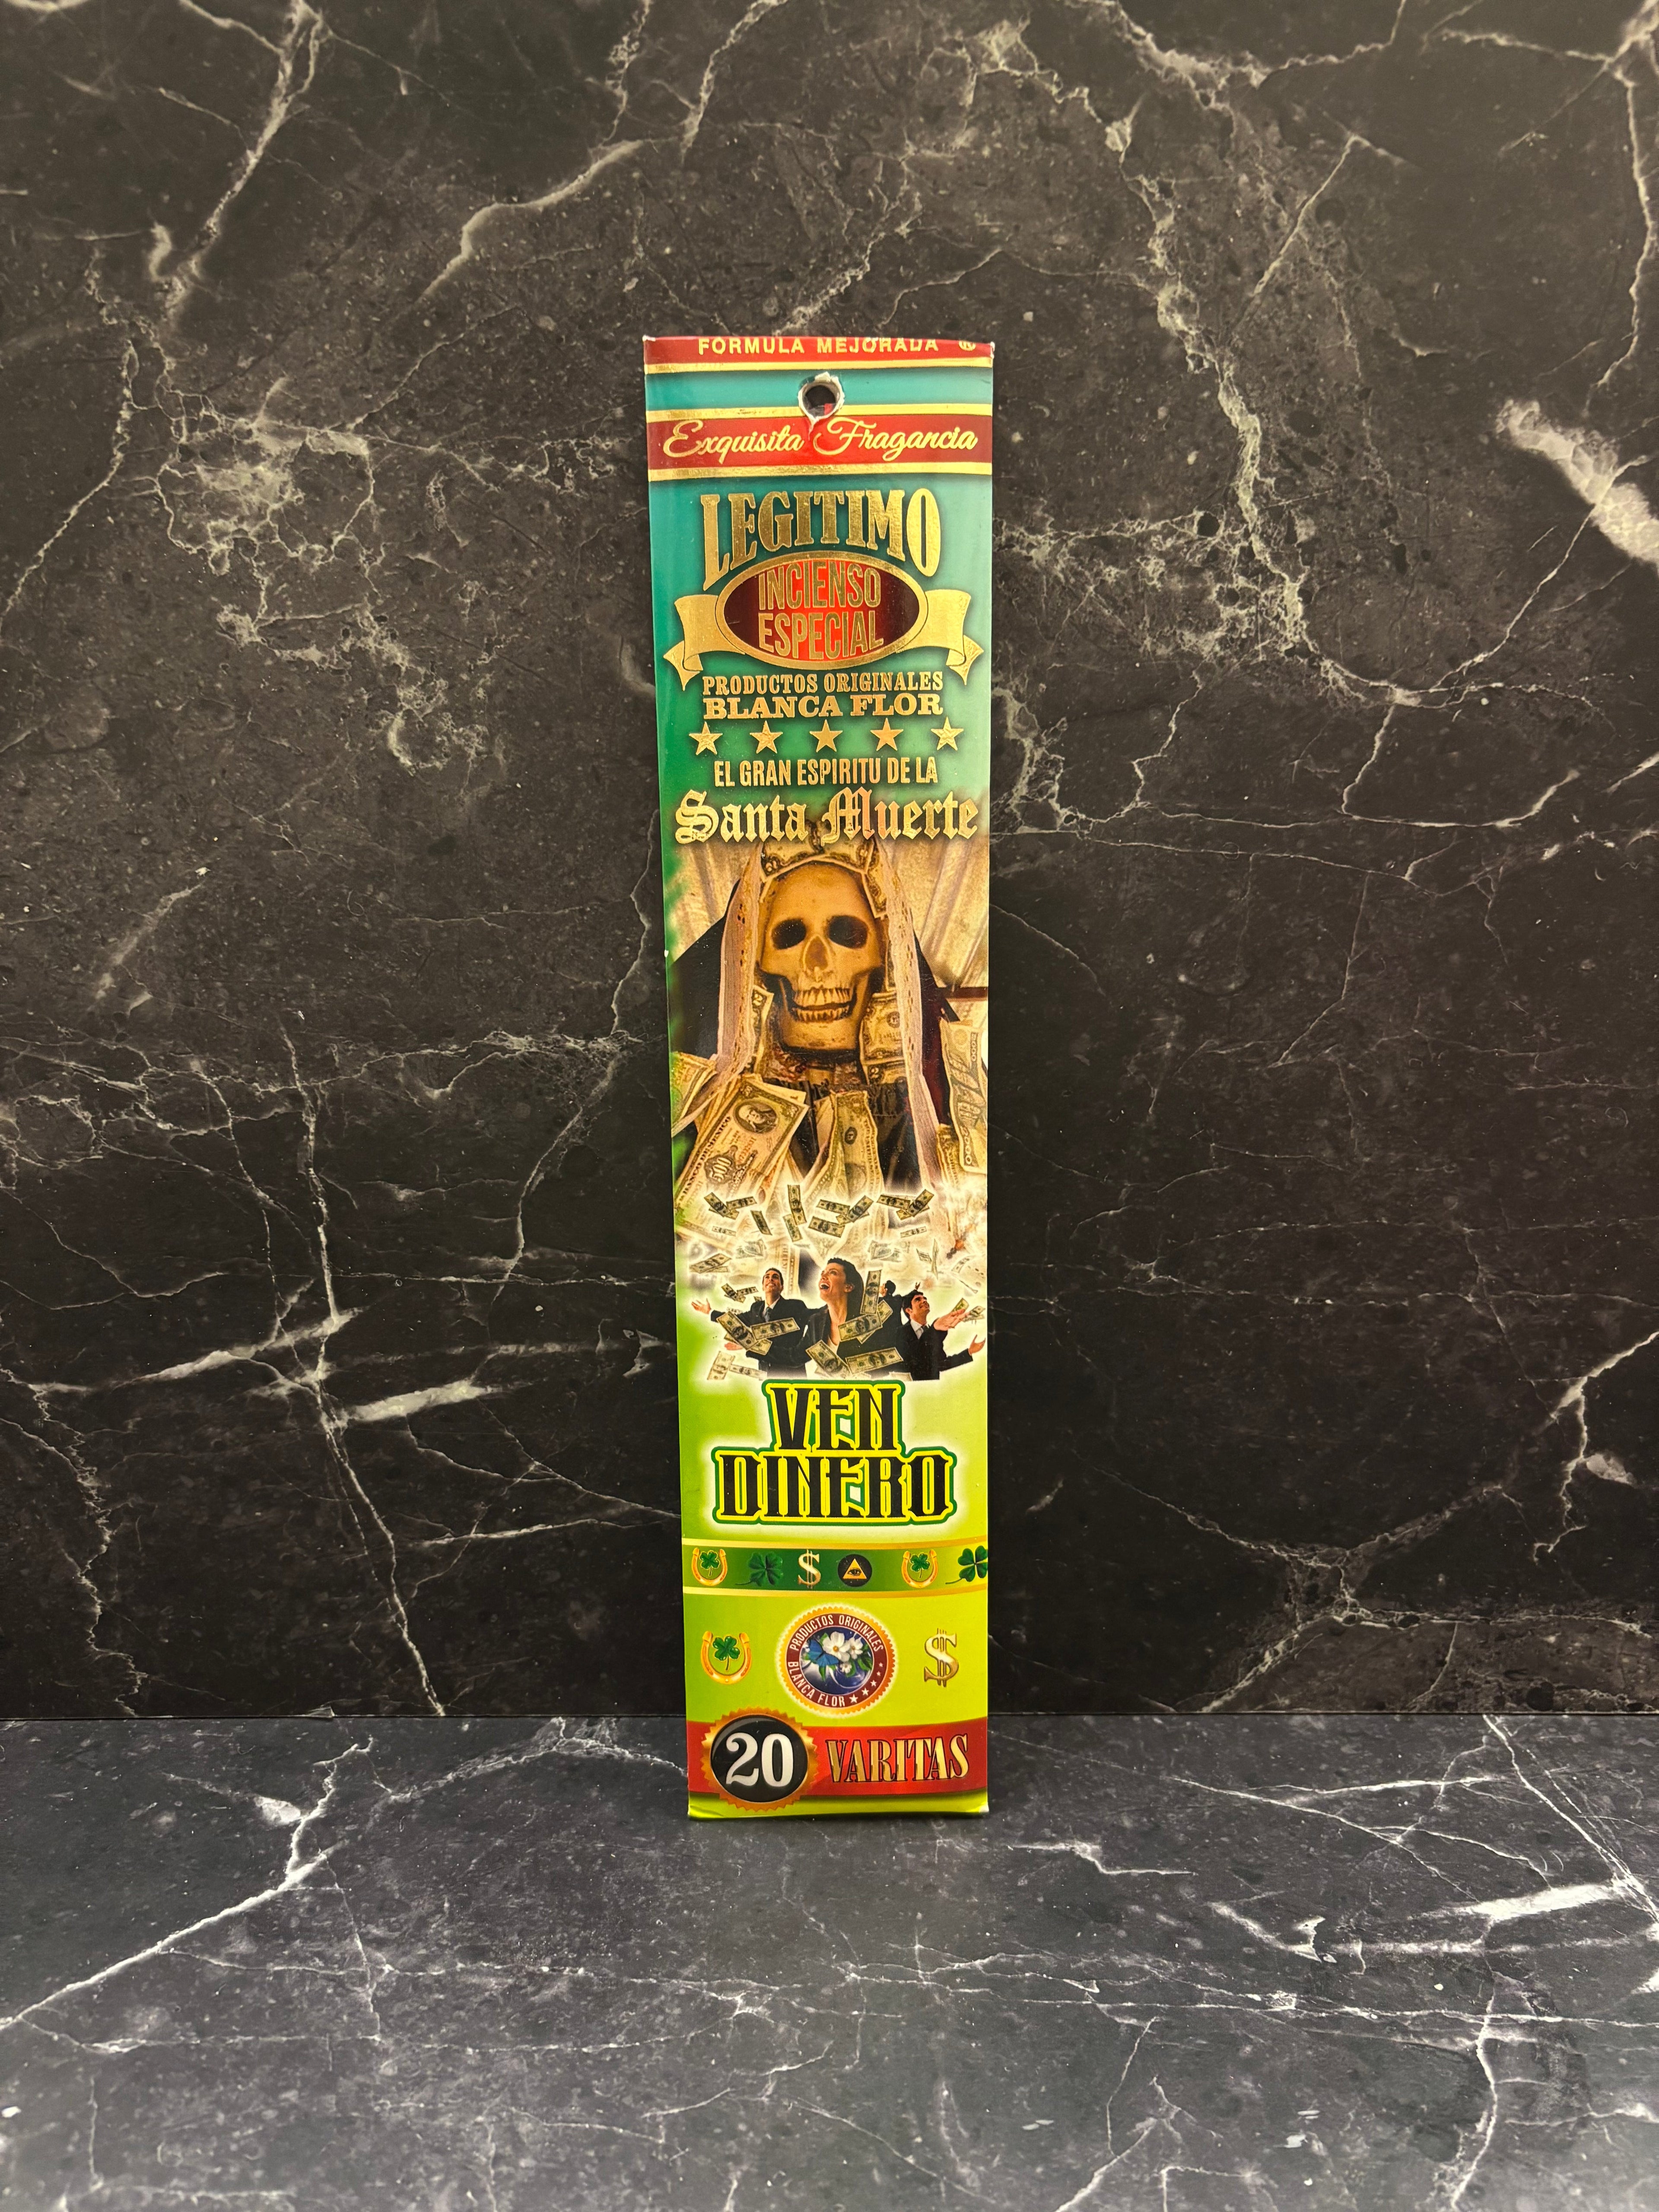 FORMULA MEJORADA ®
Exquisita Fragancia
LEGITIMO
INCIENSO
ESPECIAL
PRODUCTOS ORIGINALES
BLANCA FLOR
EL GRAN ESPIRITU DE LA
Santa Muerte
VEN
DINERO
$
PRODUCTOS ORIGINALES
BLANCA FLOR
$
20 VARITAS